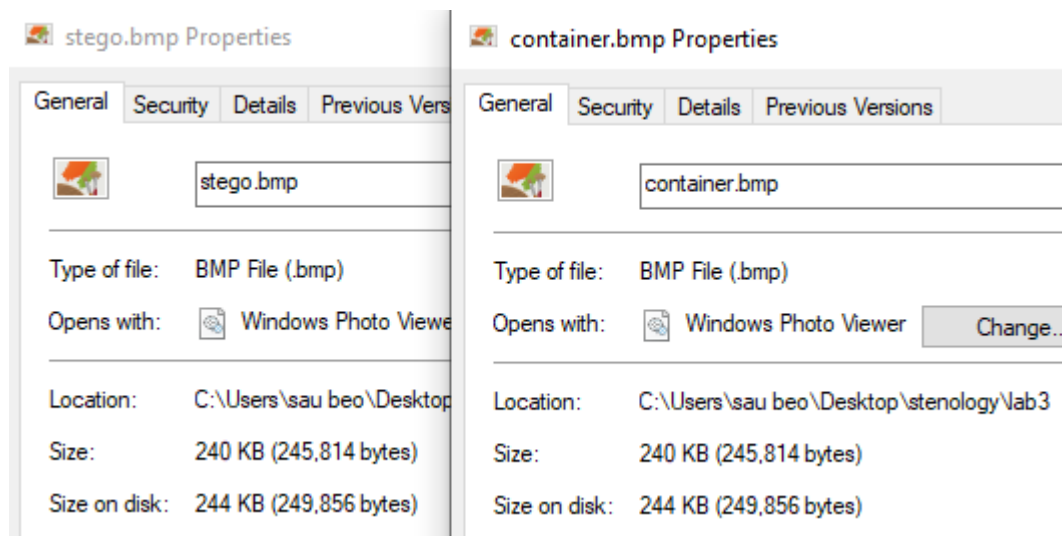 stego.bmp Properties
General Security Details Previous Vers
stego.bmp
Type of file: BMP File (.bmp)
Opens with: Windows Photo Viewe
Location: C:\Users\sau beo\Desktop
Size: 240 KB (245,814 bytes)
Size on disk: 244 KB (249,856 bytes)
container.bmp Properties
General Security Details Previous Versions
container.bmp
Type of file: BMP File (.bmp)
Opens with: Windows Photo Viewer Change..
Location: C:\Users\sau beo\Desktop\stenology\lab3
Size: 240 KB (245,814 bytes)
Size on disk: 244 KB (249,856 bytes)